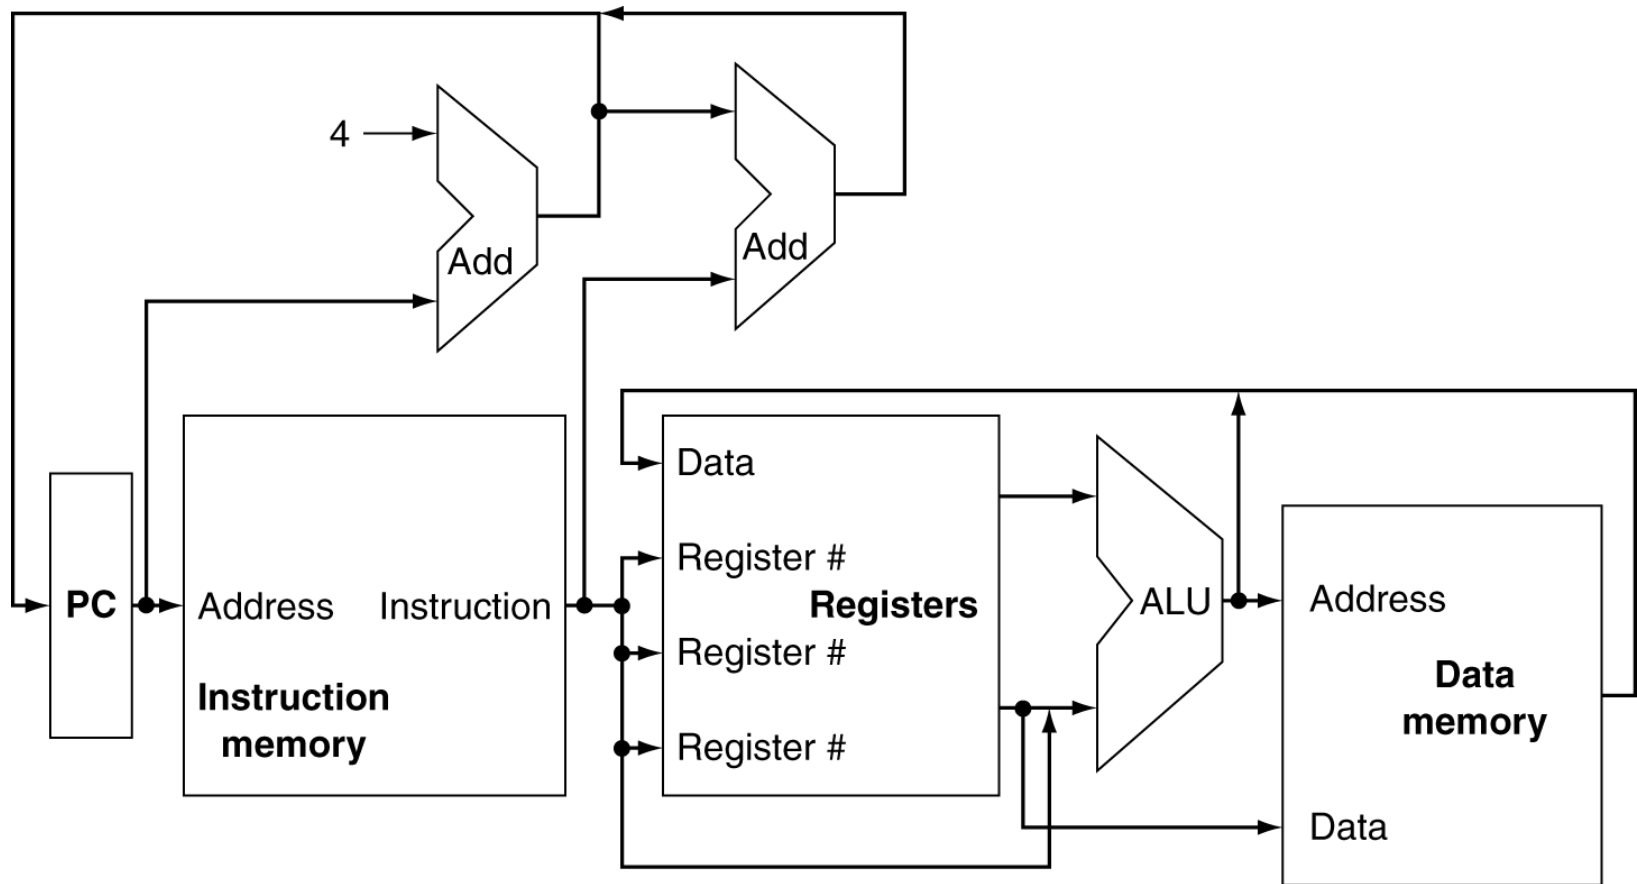 4
Add
Add
Data
Register #
PC
Address
Instruction
Registers
ALU
Address
Register #
Instruction
memory
Data
memory
Register #
Data